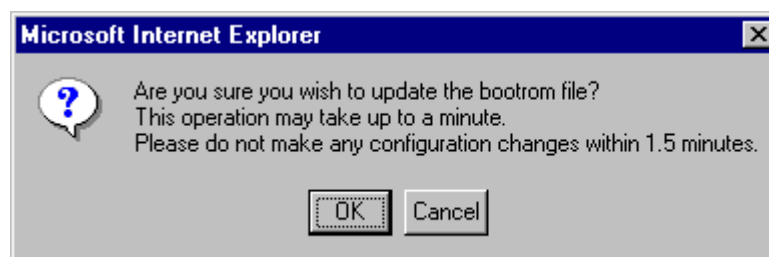 Microsoft Internet Explorer
Are you sure you wish to update the bootrom file?
This operation may take up to a minute.
Please do not make any configuration changes within 1.5 minutes.
OK Cancel